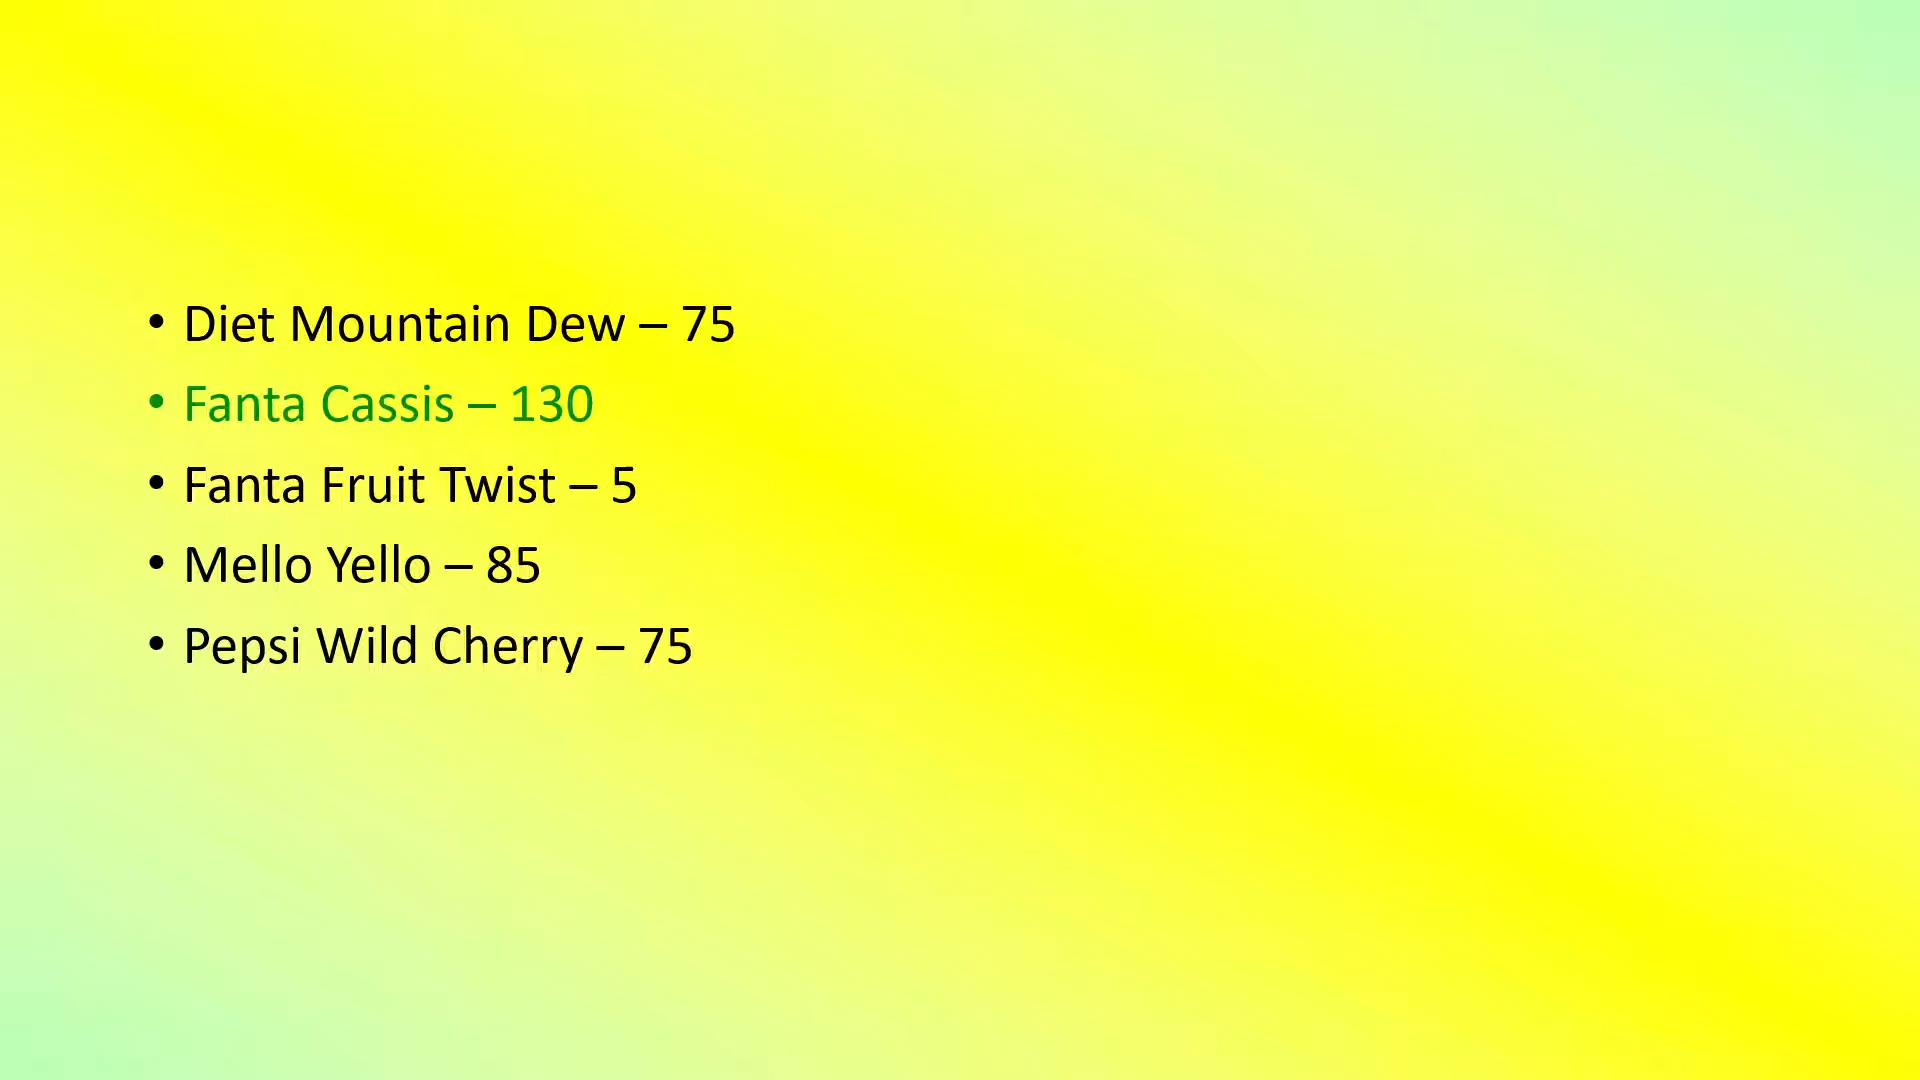 • Diet Mountain Dew – 75
• Fanta Cassis – 130
• Fanta Fruit Twist – 5
• Mello Yello – 85
• Pepsi Wild Cherry – 75